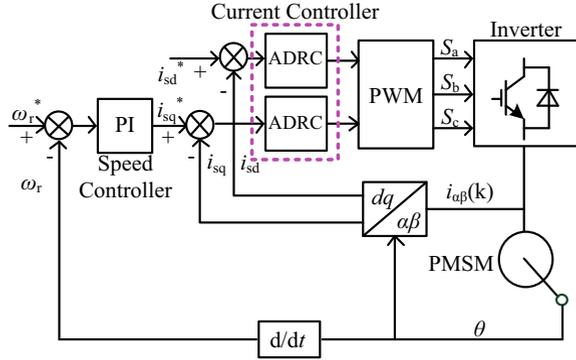 Current Controller
Inverter
i_sd* +
-
ADRC
ADRC
PWM
S_a
S_b
S_c
ω_r*
+
-
PI
i_sq*
+
-
i_sq
i_sd
Speed
Controller
ω_r
dq
αβ
i_αβ(k)
PMSM
d/dt
θ